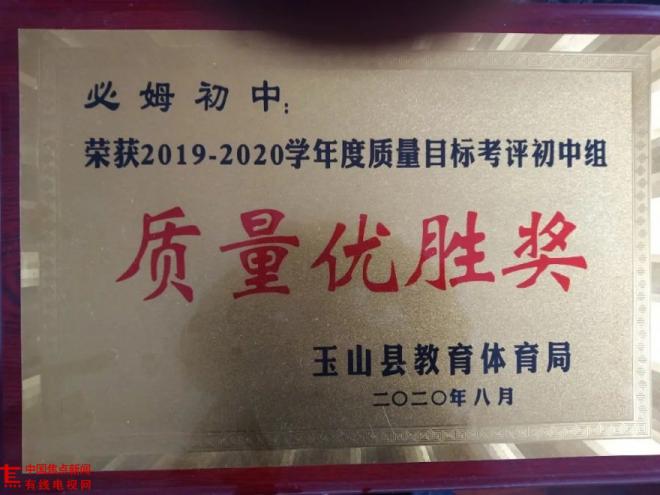 必姆初中:
荣获2019-2020学年度质量目标考评初中组
质量优胜奖
玉山县教育体育局
二〇二〇年八月
中国焦点新闻
有线电视网